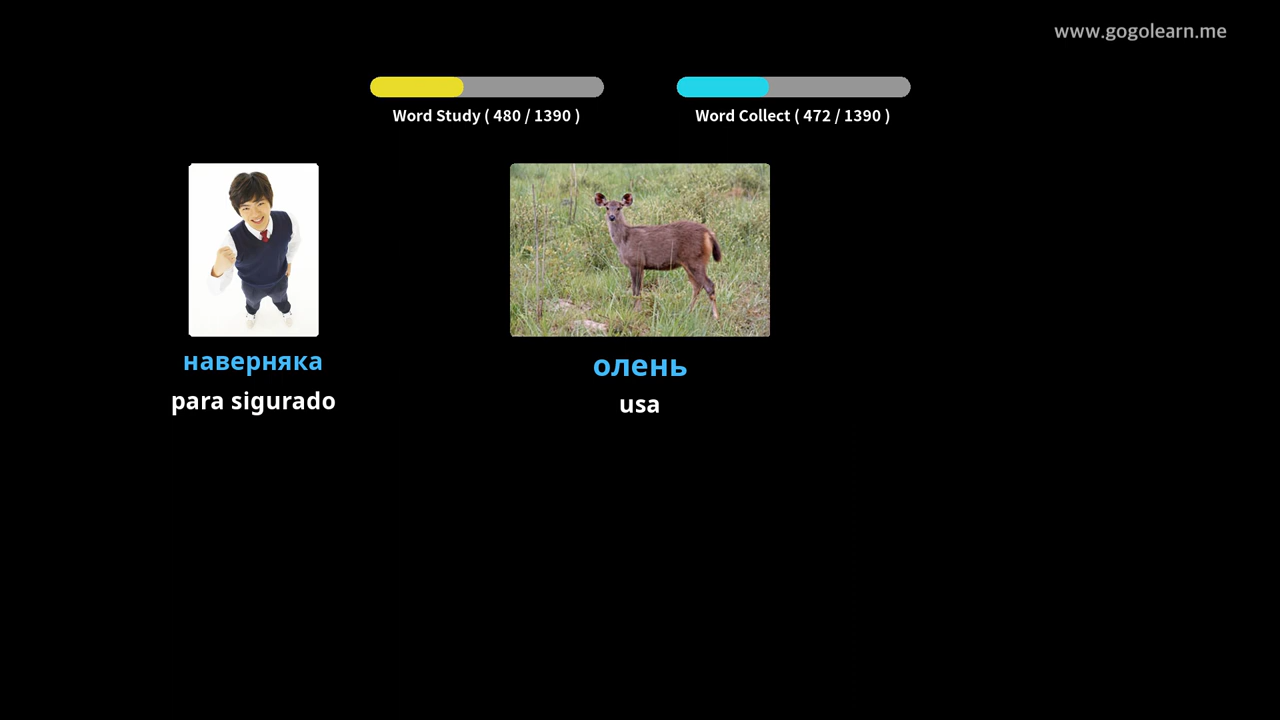 www.gogolearn.me
Word Study ( 480 / 1390 )
Word Collect ( 472 / 1390 )
наверняка
para sigurado
олень
usa